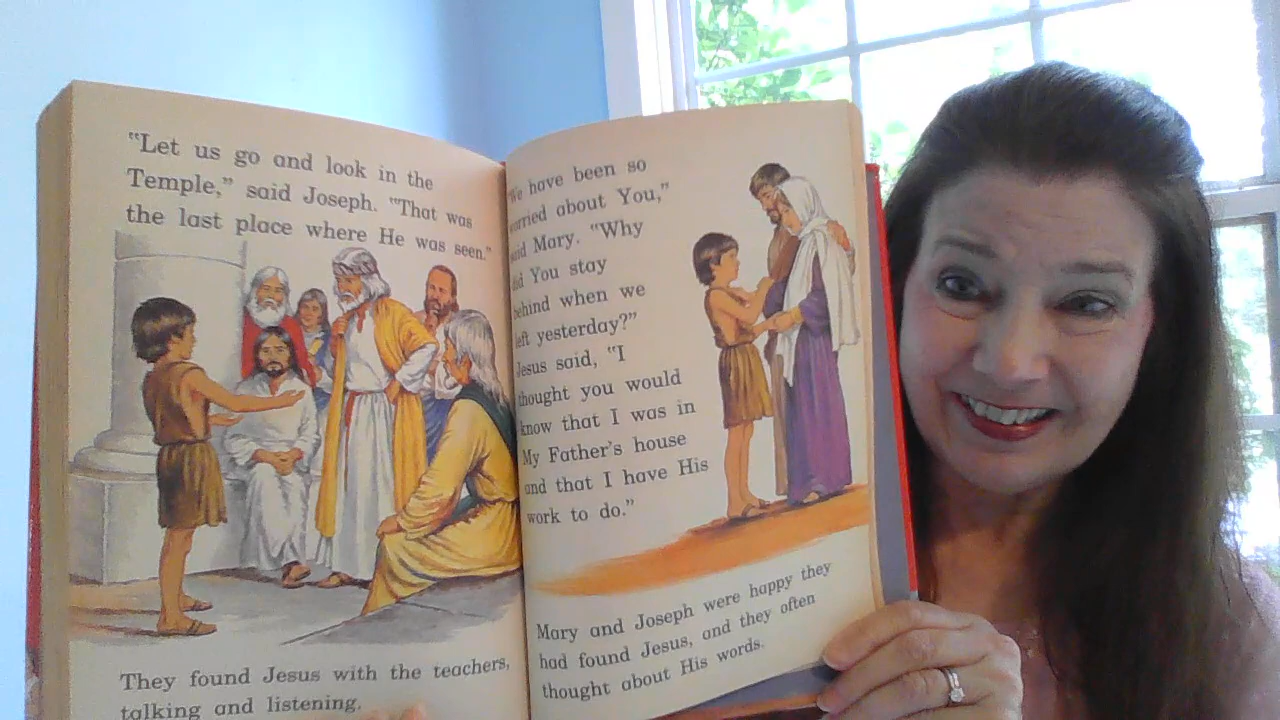 "Let us go and look in the
Temple," said Joseph. "That was
the last place where He was seen."
They found Jesus with the teachers,
talking and listening.
have been so
about You,"
Mary. "Why
You stay
behind when we
left yesterday?"
Jesus said, "I
thought you would
know that I was in
My Father's house
and that I have His
work to do."
Mary and Joseph were happy they
had found Jesus, and they often
thought about His words.